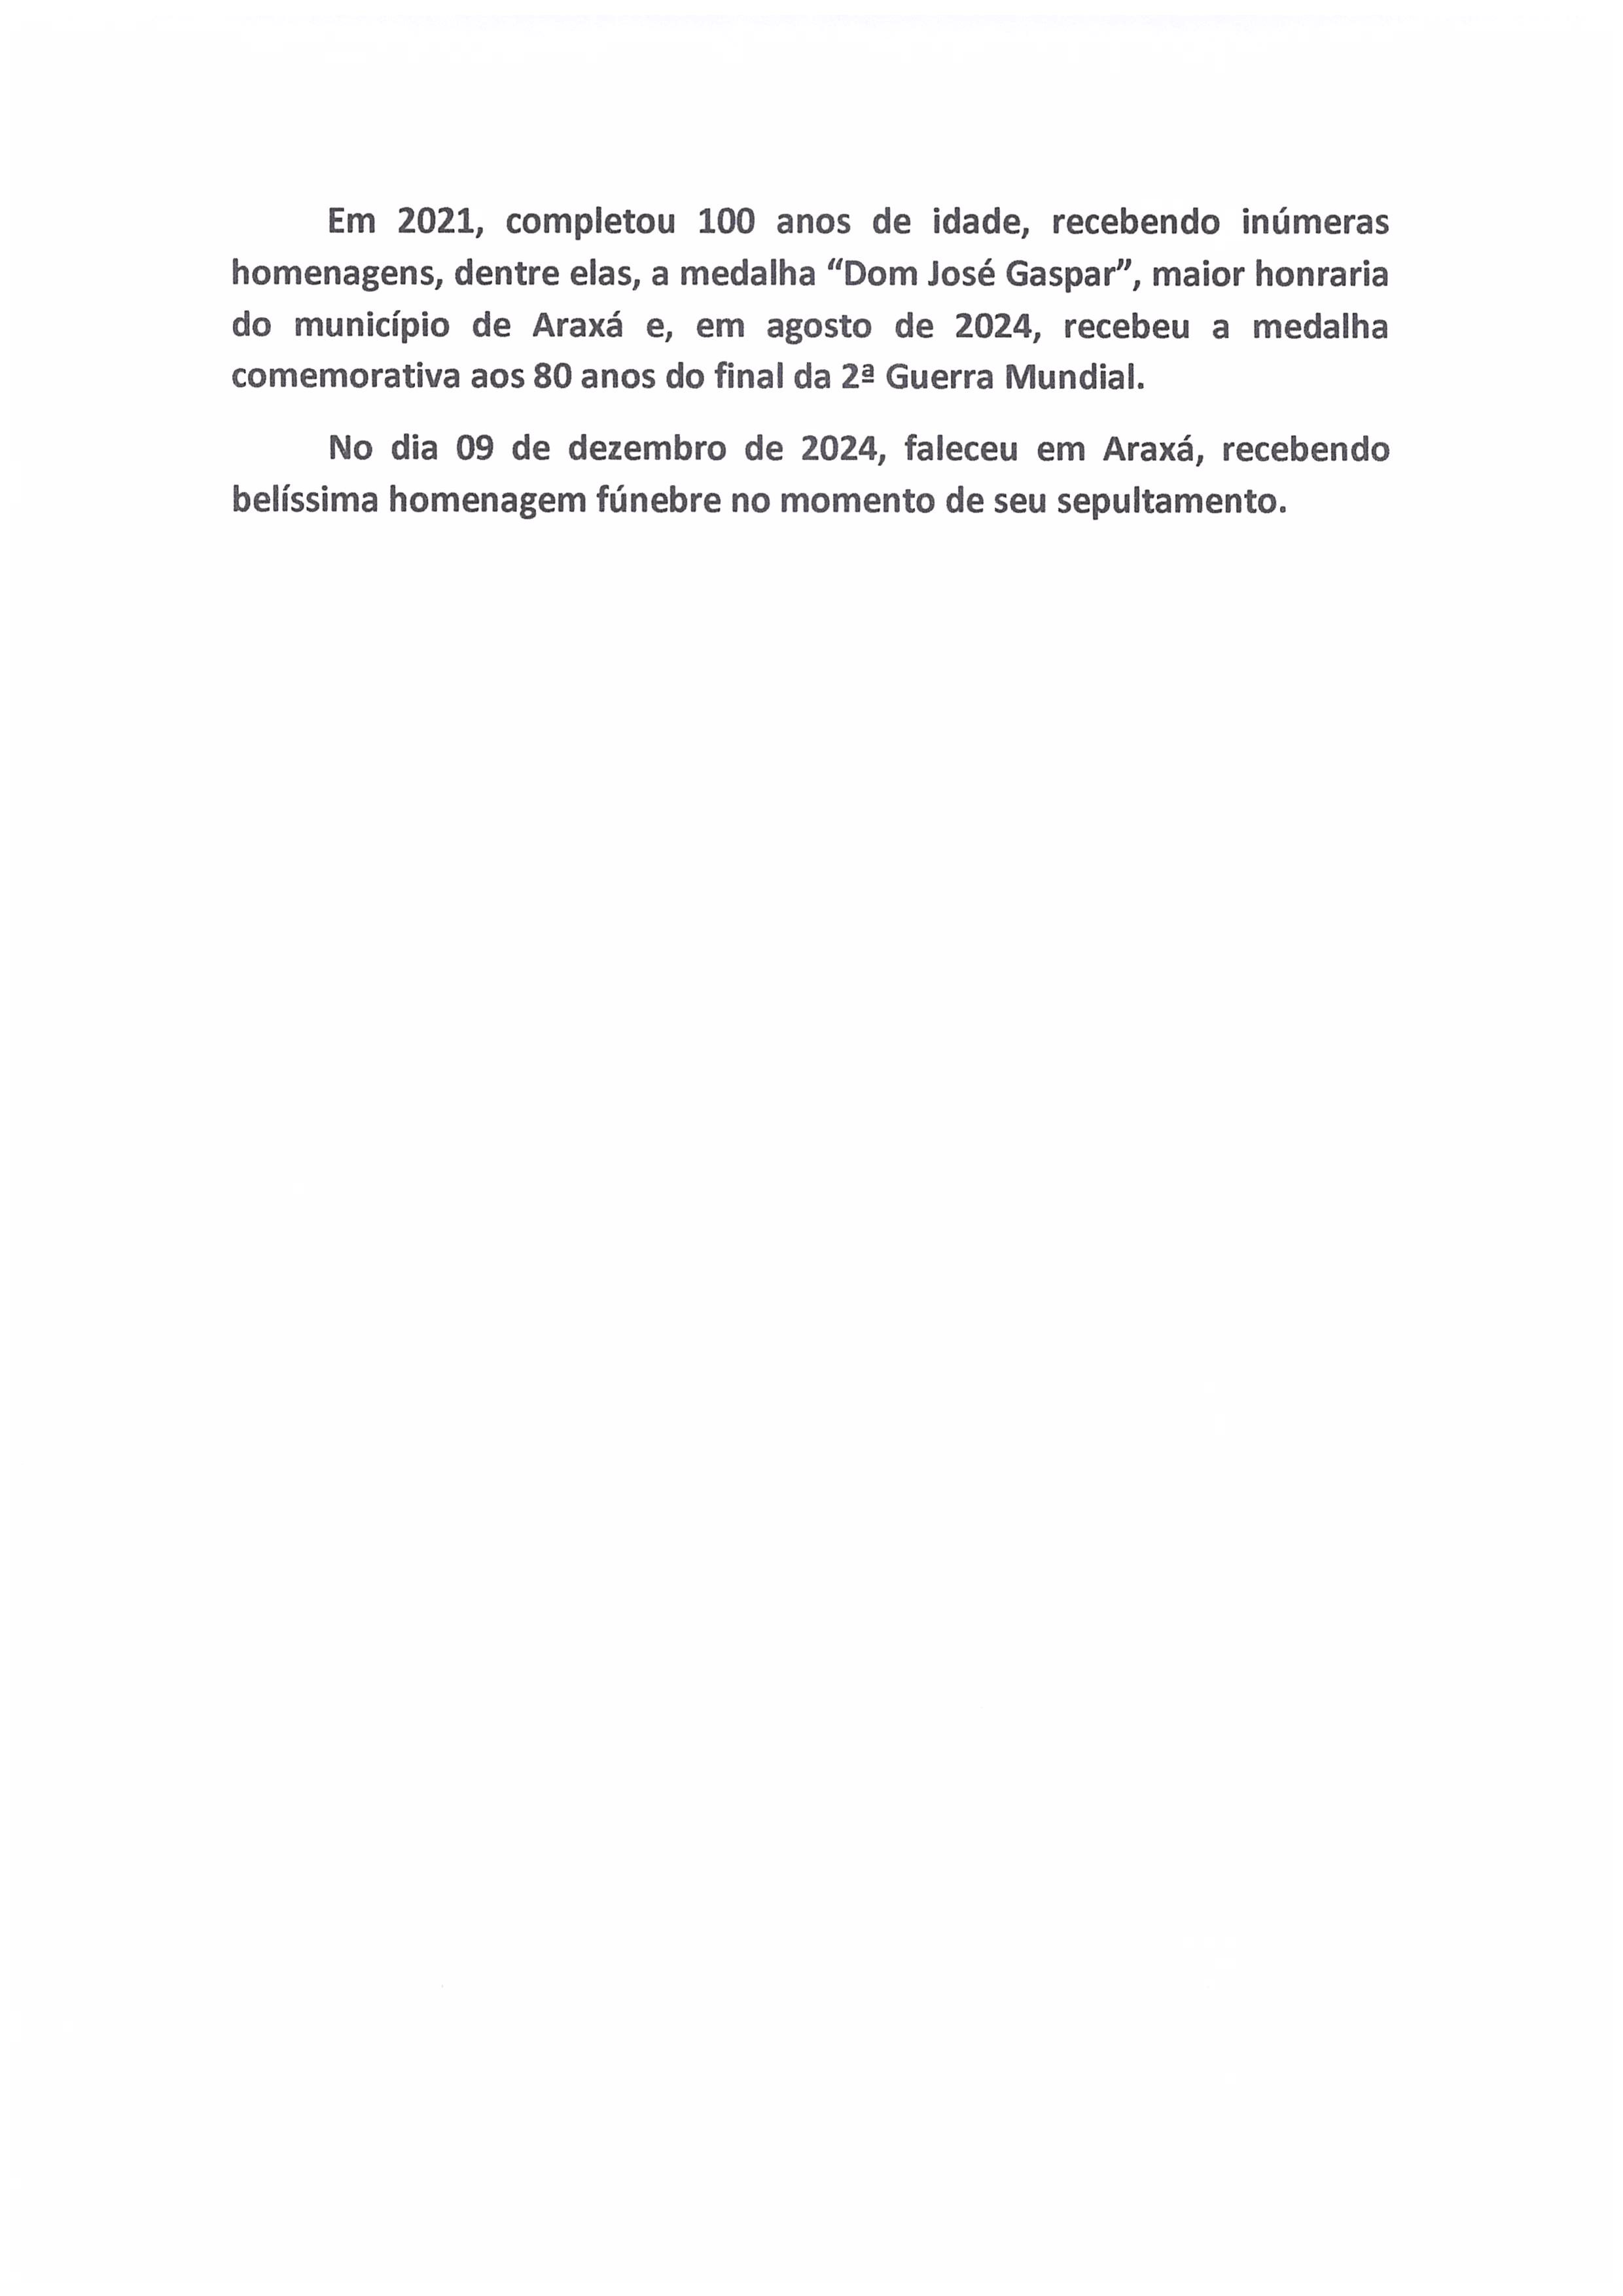 Em 2021, completou 100 anos de idade, recebendo inúmeras
homenagens, dentre elas, a medalha “Dom José Gaspar”, maior honraria
do município de Araxá e, em agosto de 2024, recebeu a medalha
comemorativa aos 80 anos do final da 2ª Guerra Mundial.
No dia 09 de dezembro de 2024, faleceu em Araxá, recebendo
belíssima homenagem fúnebre no momento de seu sepultamento.